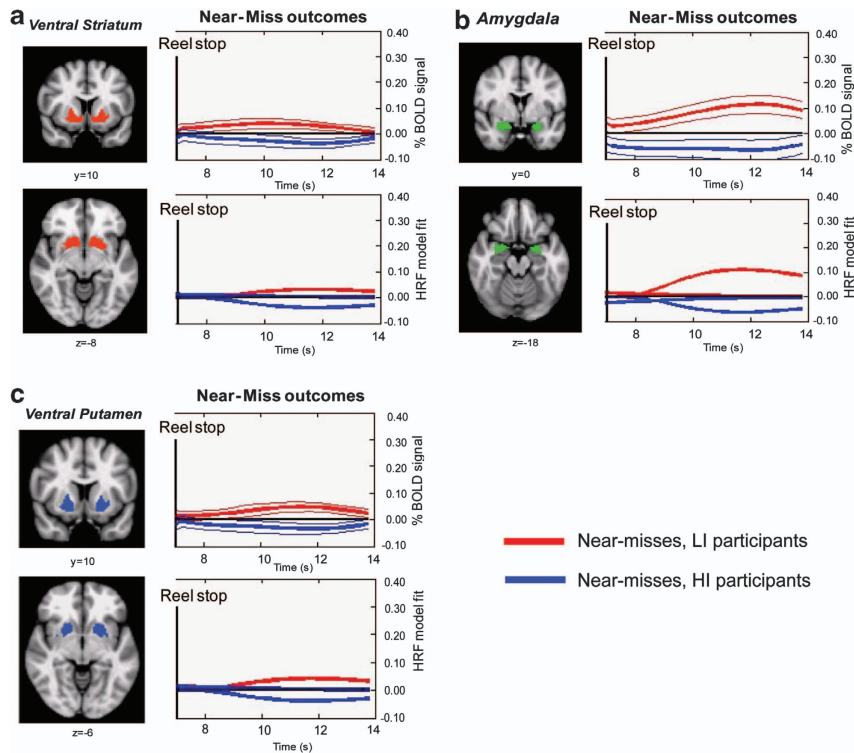 a
Ventral Striatum
Near-Miss outcomes
Reel stop
0.40
0.30
0.20
0.10
0.00
-0.10
% BOLD signal
8
10
12
14
Time (s)
y=10
Reel stop
0.40
0.30
0.20
0.10
0.00
-0.10
HRF model fit
8
10
12
14
Time (s)
z=-8
b
Amygdala
Near-Miss outcomes
Reel stop
0.40
0.30
0.20
0.10
0.00
-0.10
% BOLD signal
8
10
12
14
Time (s)
y=0
Reel stop
0.40
0.30
0.20
0.10
0.00
-0.10
HRF model fit
8
10
12
14
Time (s)
z=-18
c
Ventral Putamen
Near-Miss outcomes
Reel stop
0.40
0.30
0.20
0.10
0.00
-0.10
% BOLD signal
8
10
12
14
Time (s)
y=10
Reel stop
0.40
0.30
0.20
0.10
0.00
-0.10
HRF model fit
8
10
12
14
Time (s)
z=-6
Near-misses, LI participants
Near-misses, HI participants